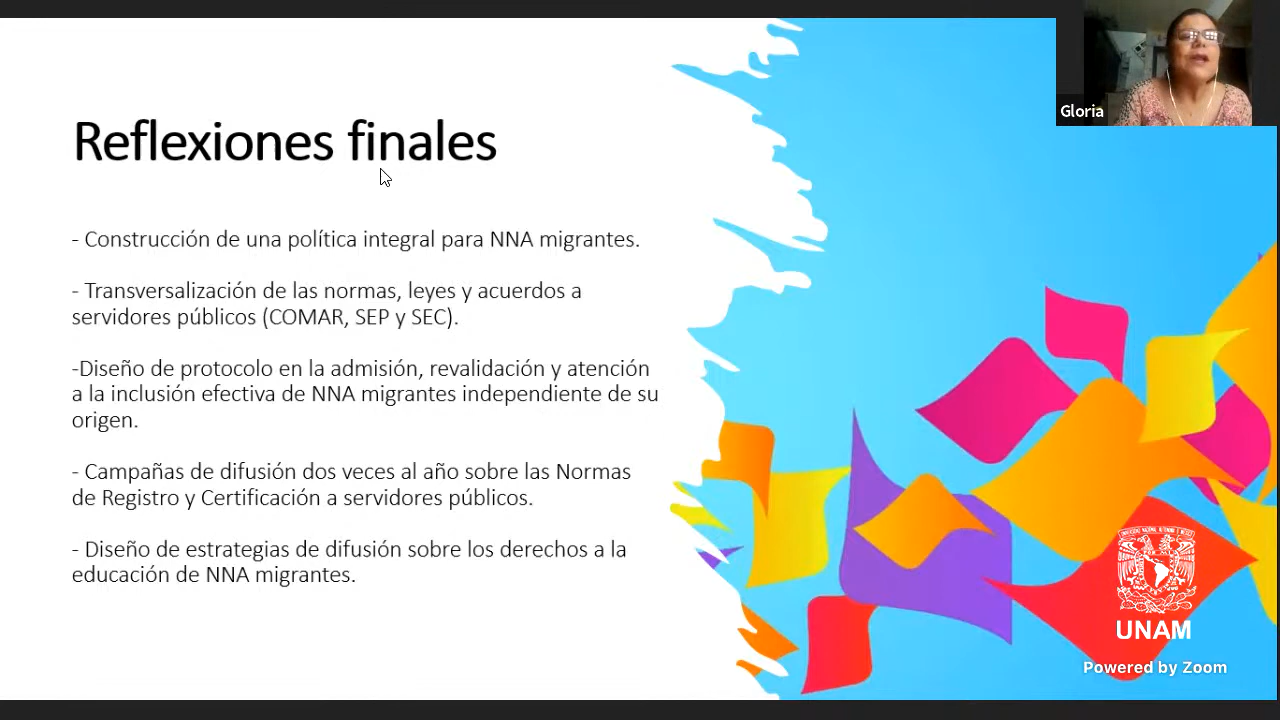 Gloria
Reflexiones finales
- Construcción de una política integral para NNA migrantes.
- Transversalización de las normas, leyes y acuerdos a
servidores públicos (COMAR, SEP y SEC).
-Diseño de protocolo en la admisión, revalidación y atención
a la inclusión efectiva de NNA migrantes independiente de su
origen.
- Campañas de difusión dos veces al año sobre las Normas
de Registro y Certificación a servidores públicos.
- Diseño de estrategias de difusión sobre los derechos a la
educación de NNA migrantes.
UNAM
Powered by Zoom